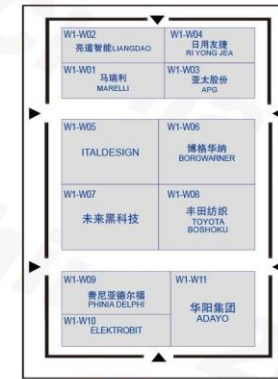 W1-W02
亮道智能LIANGDAO
W1-W04
日用友捷
RI YONG JEA
W1-W01
马瑞利
MARELLI
W1-W03
亚太股份
APG
W1-W05
ITALDESIGN
W1-W06
博格华纳
BORGWARNER
W1-W07
未来黑科技
W1-W08
丰田纺织
TOYOTA
BOSHOKU
W1-W09
费尼亚德尔福
PHINIA DELPHI
W1-W10
ELEKTROBIT
W1-W11
华阳集团
ADAYO